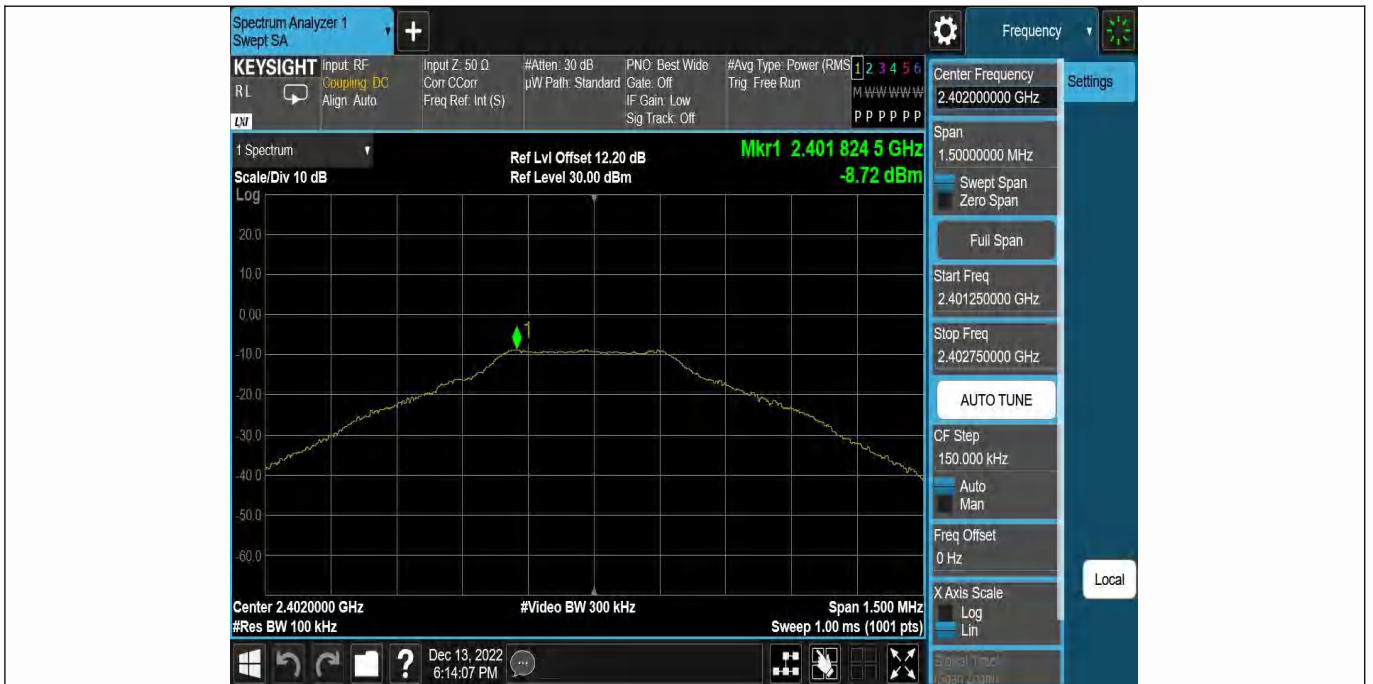 Spectrum Analyzer 1
Swept SA
+
Frequency
KEYSIGHT
RL
LXI
Input: RF
Coupling: DC
Align: Auto
Input Z: 50 Ω
Corr CCorr
Freq Ref: Int (S)
#Atten: 30 dB
µW Path: Standard
PNO: Best Wide
Gate: Off
IF Gain: Low
Sig Track: Off
#Avg Type: Power (RMS
Trig: Free Run
1 2 3 4 5 6
M W W W W W
P P P P P P
Center Frequency
2.402000000 GHz
Settings
1 Spectrum
Scale/Div 10 dB
Log
Ref Lvl Offset 12.20 dB
Ref Level 30.00 dBm
Mkr1 2.401 824 5 GHz
-8.72 dBm
Span
1.50000000 MHz
Swept Span
Zero Span
Full Span
Start Freq
2.401250000 GHz
Stop Freq
2.402750000 GHz
AUTO TUNE
CF Step
150.000 kHz
Auto
Man
Freq Offset
0 Hz
X Axis Scale
Log
Lin
Signal Track
(Span Zoom)
Local
20.0
10.0
0.00
1
-10.0
-20.0
-30.0
-40.0
-50.0
-60.0
Center 2.4020000 GHz
#Res BW 100 kHz
#Video BW 300 kHz
Span 1.500 MHz
Sweep 1.00 ms (1001 pts)
?
Dec 13, 2022
6:14:07 PM